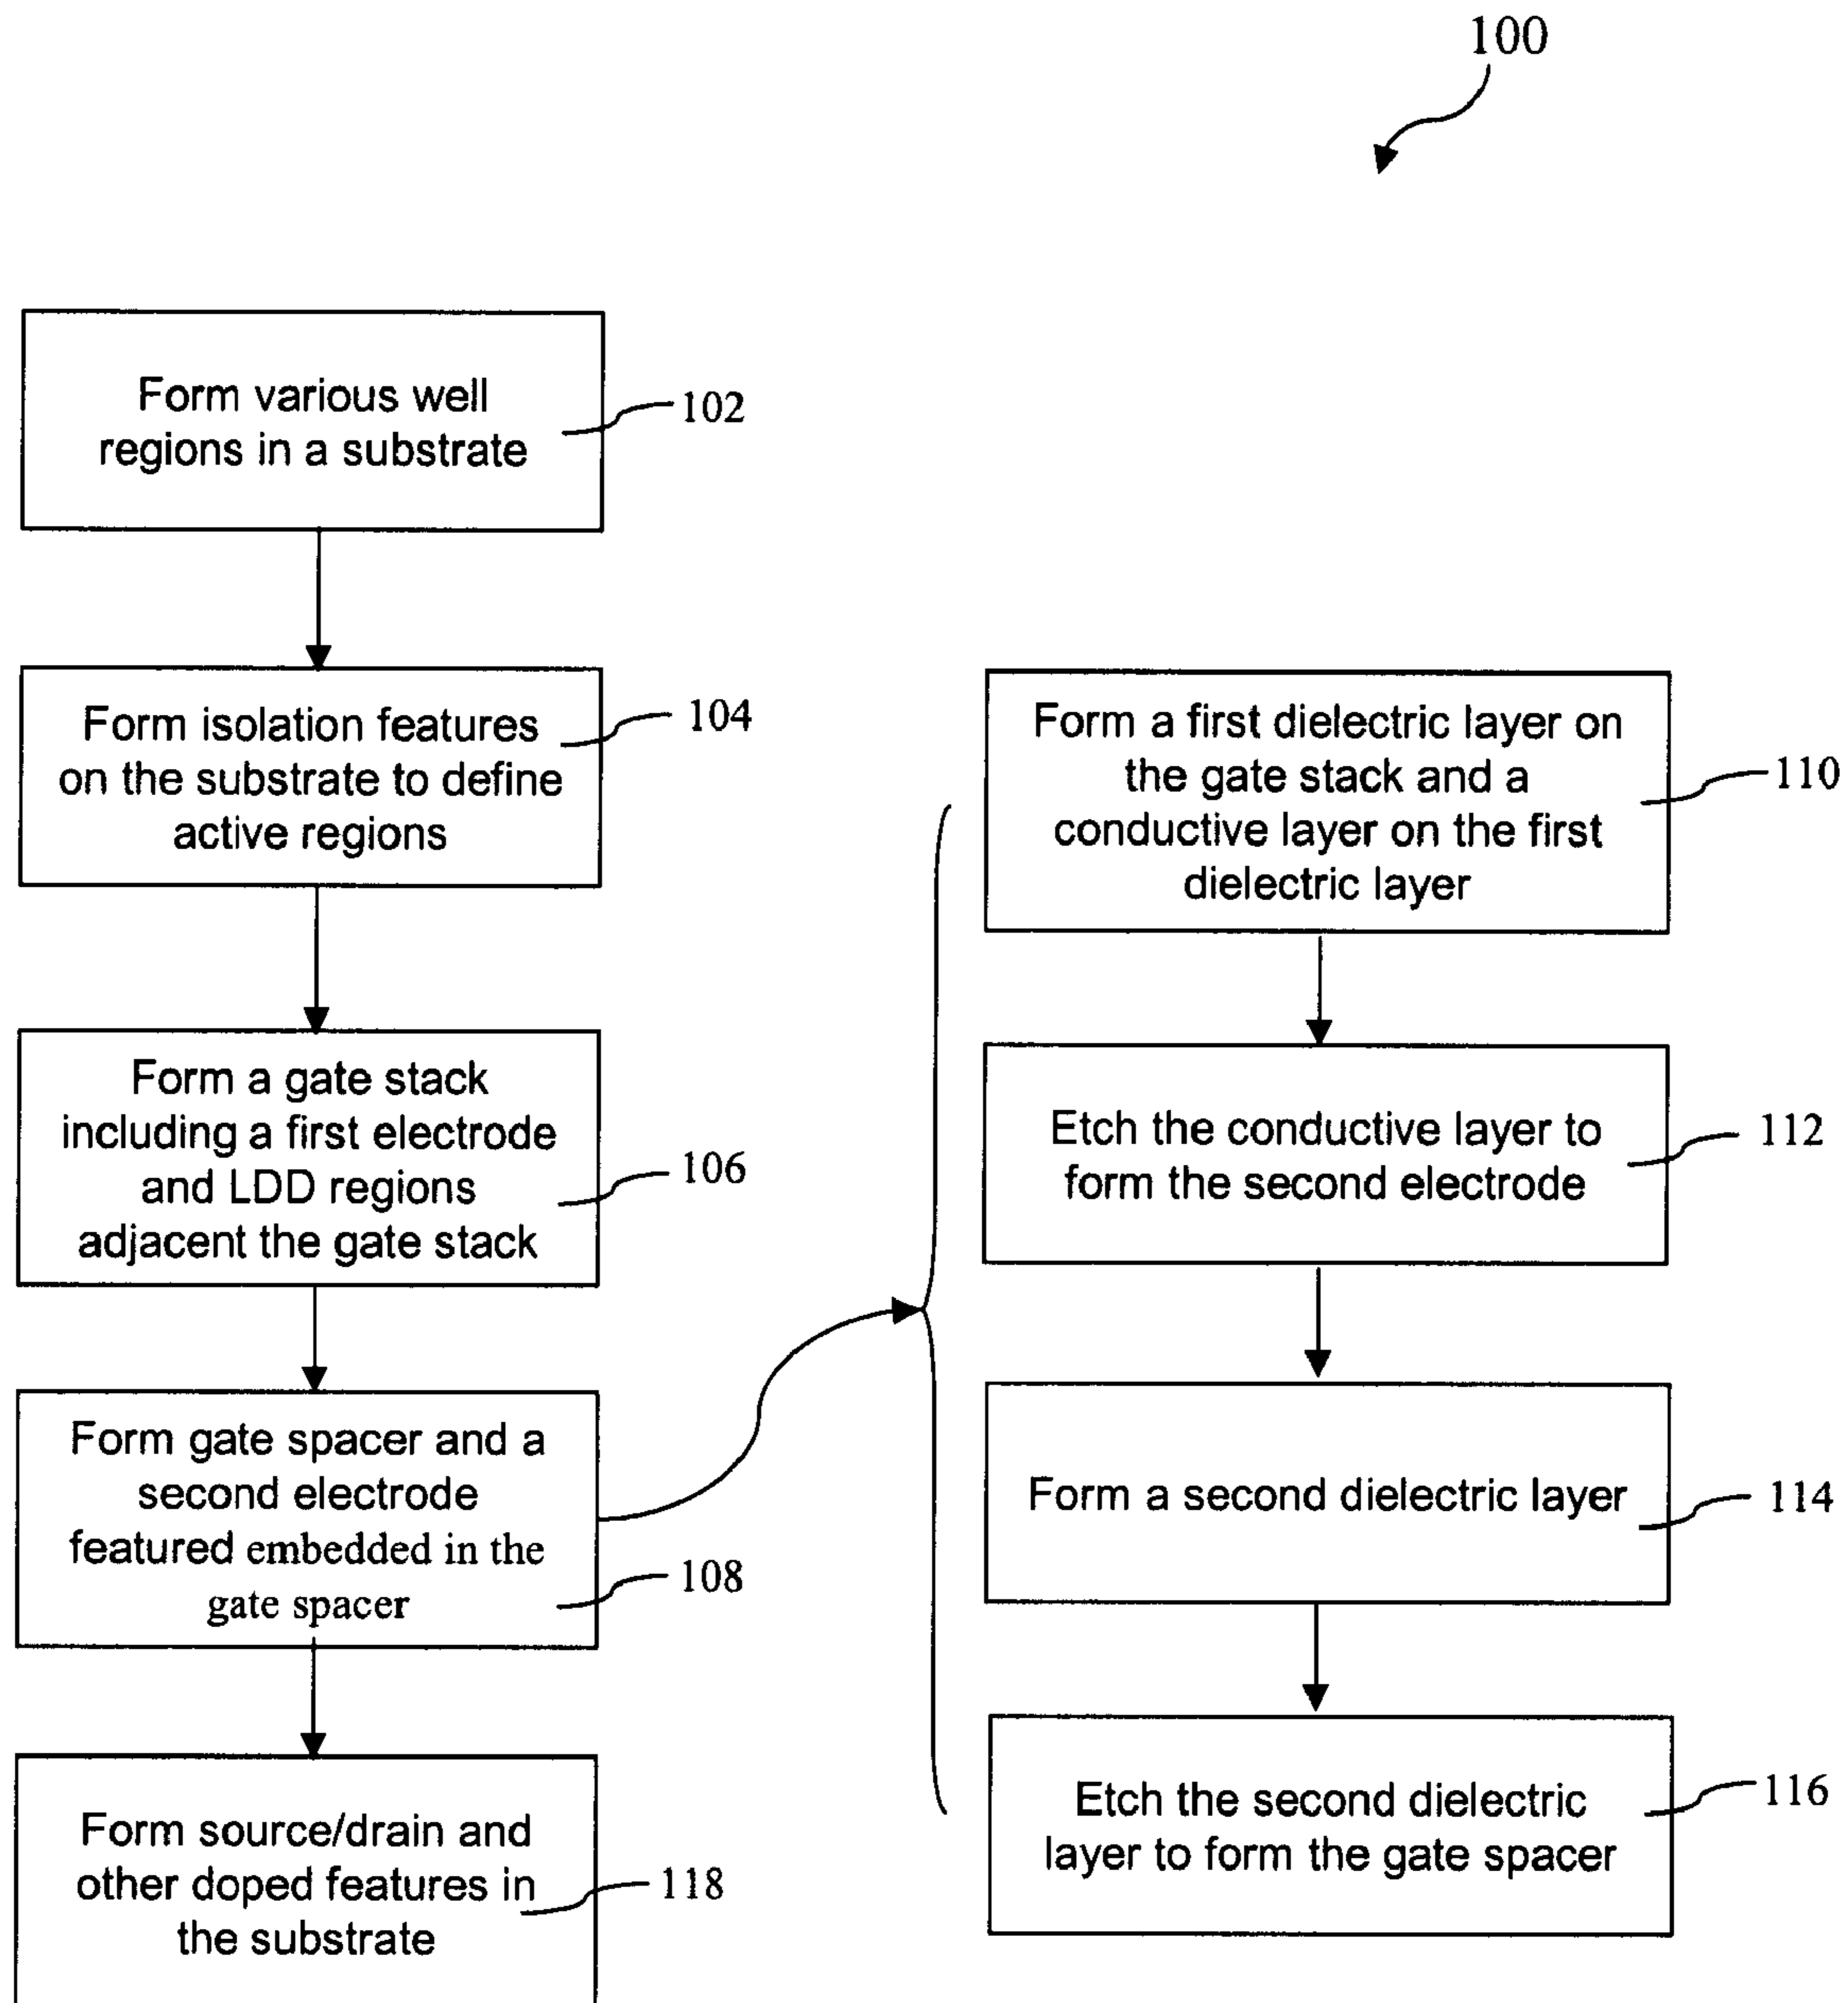 100
Form various well
regions in a substrate
102
Form isolation features
on the substrate to define
active regions
104
Form a gate stack
including a first electrode
and LDD regions
adjacent the gate stack
106
Form gate spacer and a
second electrode
featured embedded in the
gate spacer
108
Form source/drain and
other doped features in
the substrate
118
Form a first dielectric layer on
the gate stack and a
conductive layer on the first
dielectric layer
110
Etch the conductive layer to
form the second electrode
112
Form a second dielectric layer
114
Etch the second dielectric
layer to form the gate spacer
116